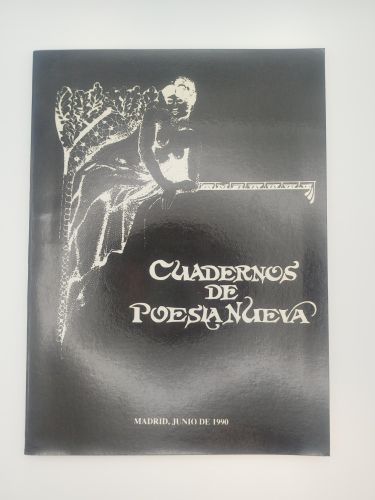 CUADERNOS
DE
POESIA NUEVA
MADRID, JUNIO DE 1990